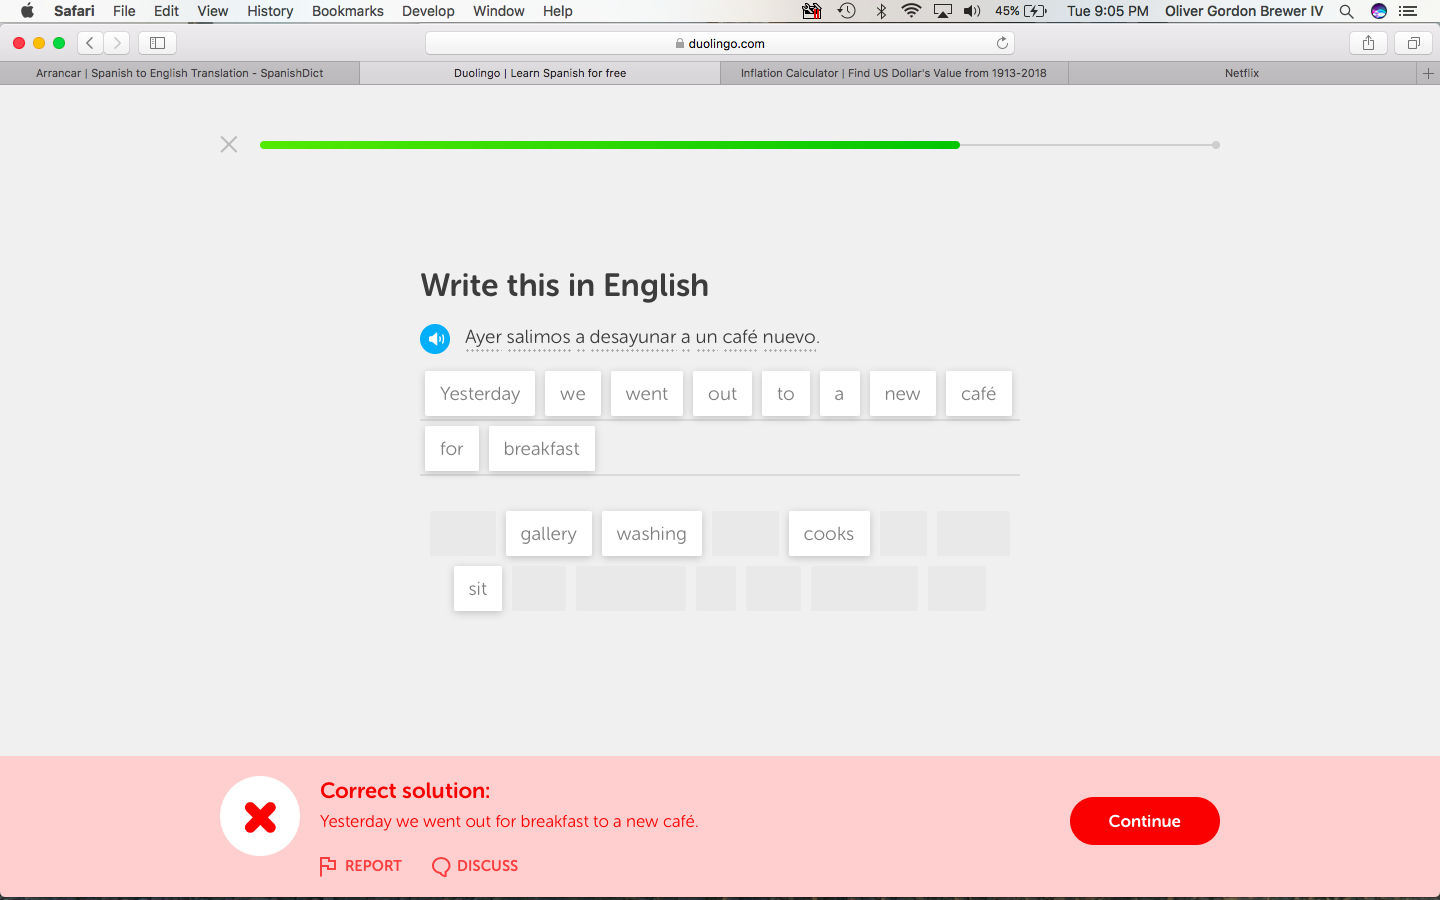 Safari File Edit View History Bookmarks Develop Window Help 45% Tue 9:05 PM Oliver Gordon Brewer IV
duolingo.com
Arrancar | Spanish to English Translation - SpanishDict Duolingo | Learn Spanish for free Inflation Calculator | Find US Dollar's Value from 1913-2018 Netflix
Write this in English
Ayer salimos a desayunar a un café nuevo.
Yesterday we went out to a new café
for breakfast
gallery washing cooks
sit
Correct solution:
Yesterday we went out for breakfast to a new café.
Continue
REPORT DISCUSS